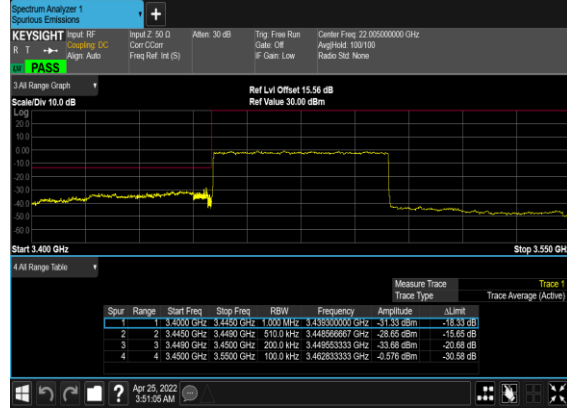 Spectrum Analyzer 1
Spurious Emissions
KEYSIGHT Input: RF Input Z: 50 Ω Atten: 30 dB Trig: Free Run Center Freq: 22.005000000 GHz
R T Coupling: DC Corr CCorr Gate: Off Avg|Hold: 100/100
Align: Auto Freq Ref: Int (S) IF Gain: Low Radio Std: None
LW PASS
3 All Range Graph
Ref Lvl Offset 15.56 dB
Scale/Div 10.0 dB Ref Value 30.00 dBm
Log
20.0
10.0
0.00
-10.0
-20.0
-30.0
-40.0
-50.0
-60.0
Start 3.400 GHz Stop 3.550 GHz
4 All Range Table
Measure Trace Trace 1
Trace Type Trace Average (Active)
Spur Range Start Freq Stop Freq RBW Frequency Amplitude ΔLimit
1 1 3.4000 GHz 3.4450 GHz 1.000 MHz 3.439300000 GHz -31.33 dBm -18.33 dB
2 2 3.4450 GHz 3.4490 GHz 510.0 kHz 3.448566667 GHz -28.65 dBm -15.65 dB
3 3 3.4490 GHz 3.4500 GHz 200.0 kHz 3.449553333 GHz -33.68 dBm -20.68 dB
4 4 3.4500 GHz 3.5500 GHz 100.0 kHz 3.462833333 GHz -0.576 dBm -30.58 dB
? Apr 25, 2022
3:51:05 AM